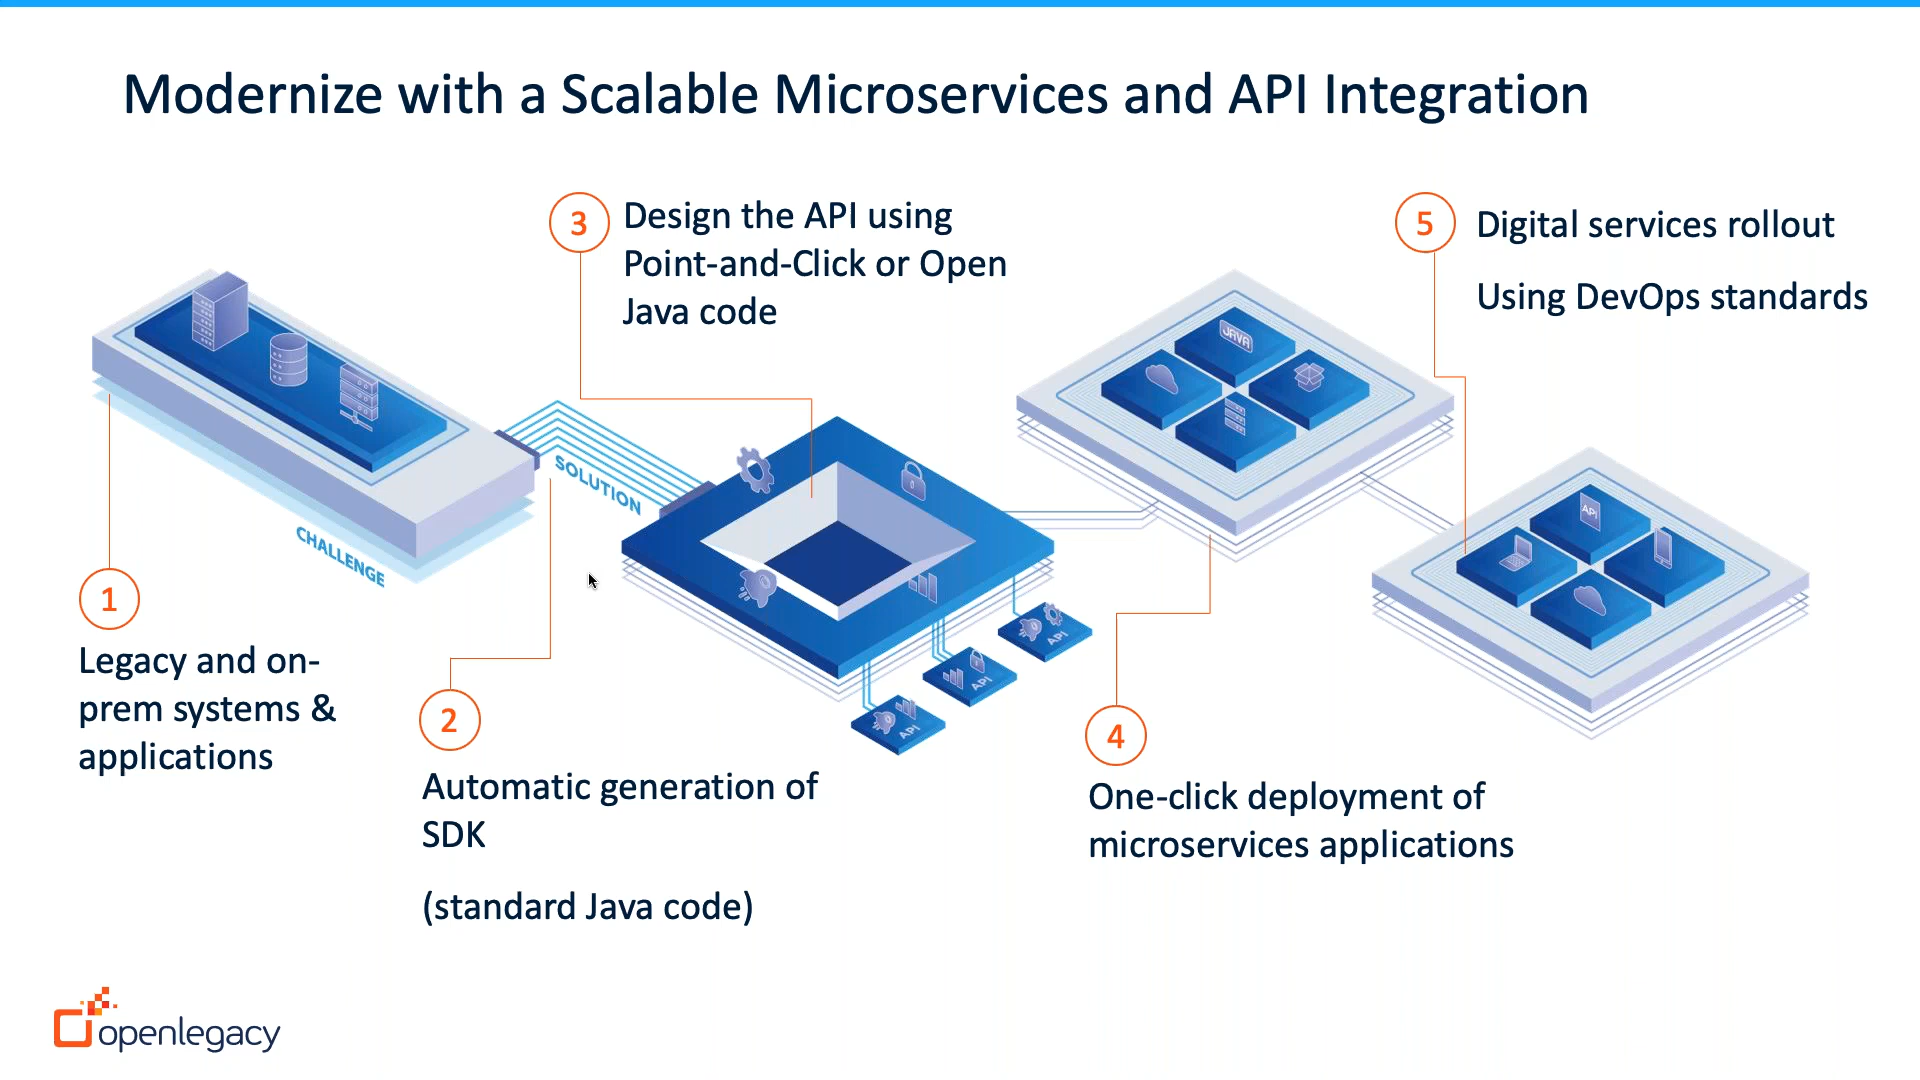 Modernize with a Scalable Microservices and API Integration
3
Design the API using
Point-and-Click or Open
Java code
5
Digital services rollout
Using DevOps standards
JAVA
SOLUTION
CHALLENGE
API
1
Legacy and on-
prem systems &
applications
API
API
API
2
Automatic generation of
SDK
(standard Java code)
4
One-click deployment of
microservices applications
openlegacy